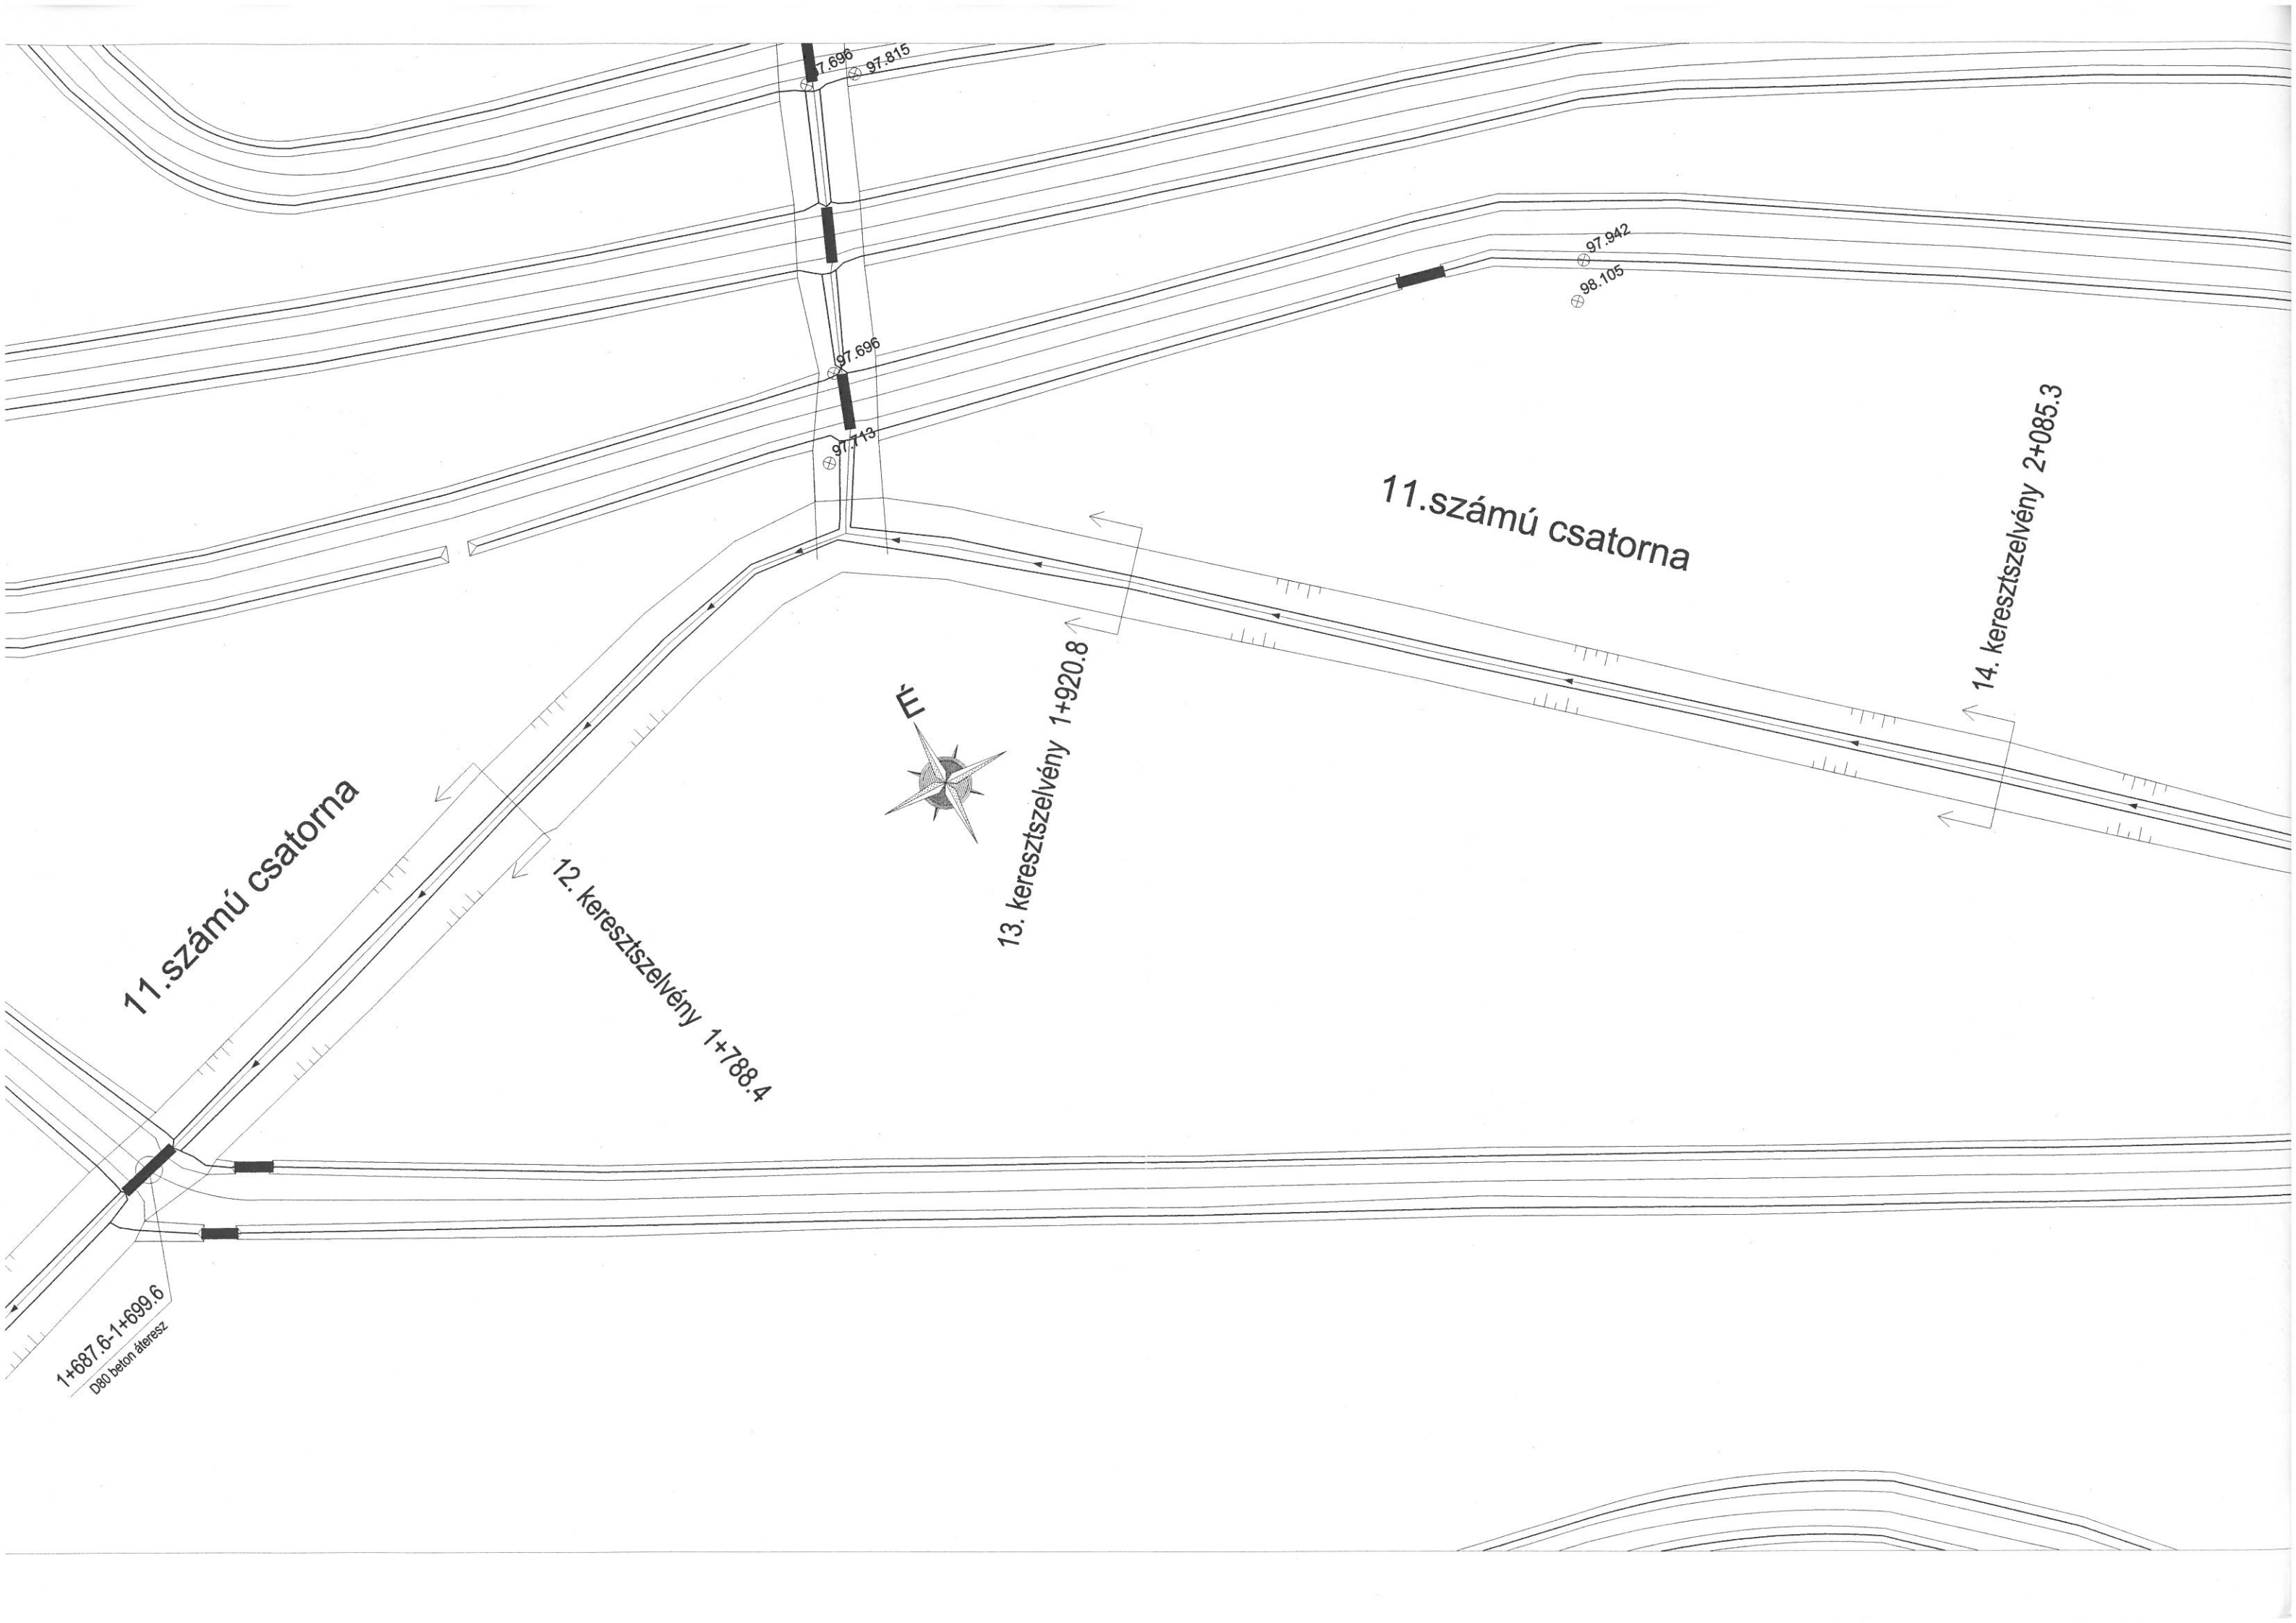 7.696
97.815
97.942
98.105
97.696
97.713
11.számú csatorna
14. keresztszelvény 2+085.3
13. keresztszelvény 1+920.8
É
11.számú csatorna
12. keresztszelvény 1+788.4
1+687.6-1+699.6
D80 beton áteresz